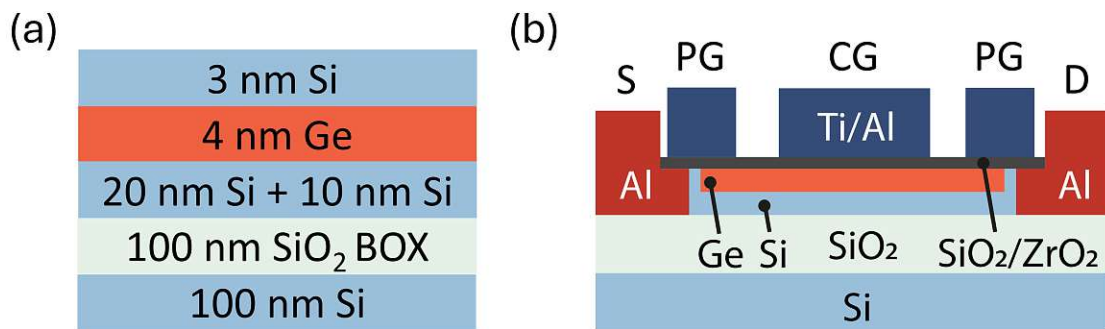 (a)
3 nm Si
4 nm Ge
20 nm Si + 10 nm Si
100 nm SiO₂ BOX
100 nm Si
(b)
PG CG PG
S D
Ti/Al
Al Al
Ge Si SiO₂ SiO₂/ZrO₂
Si